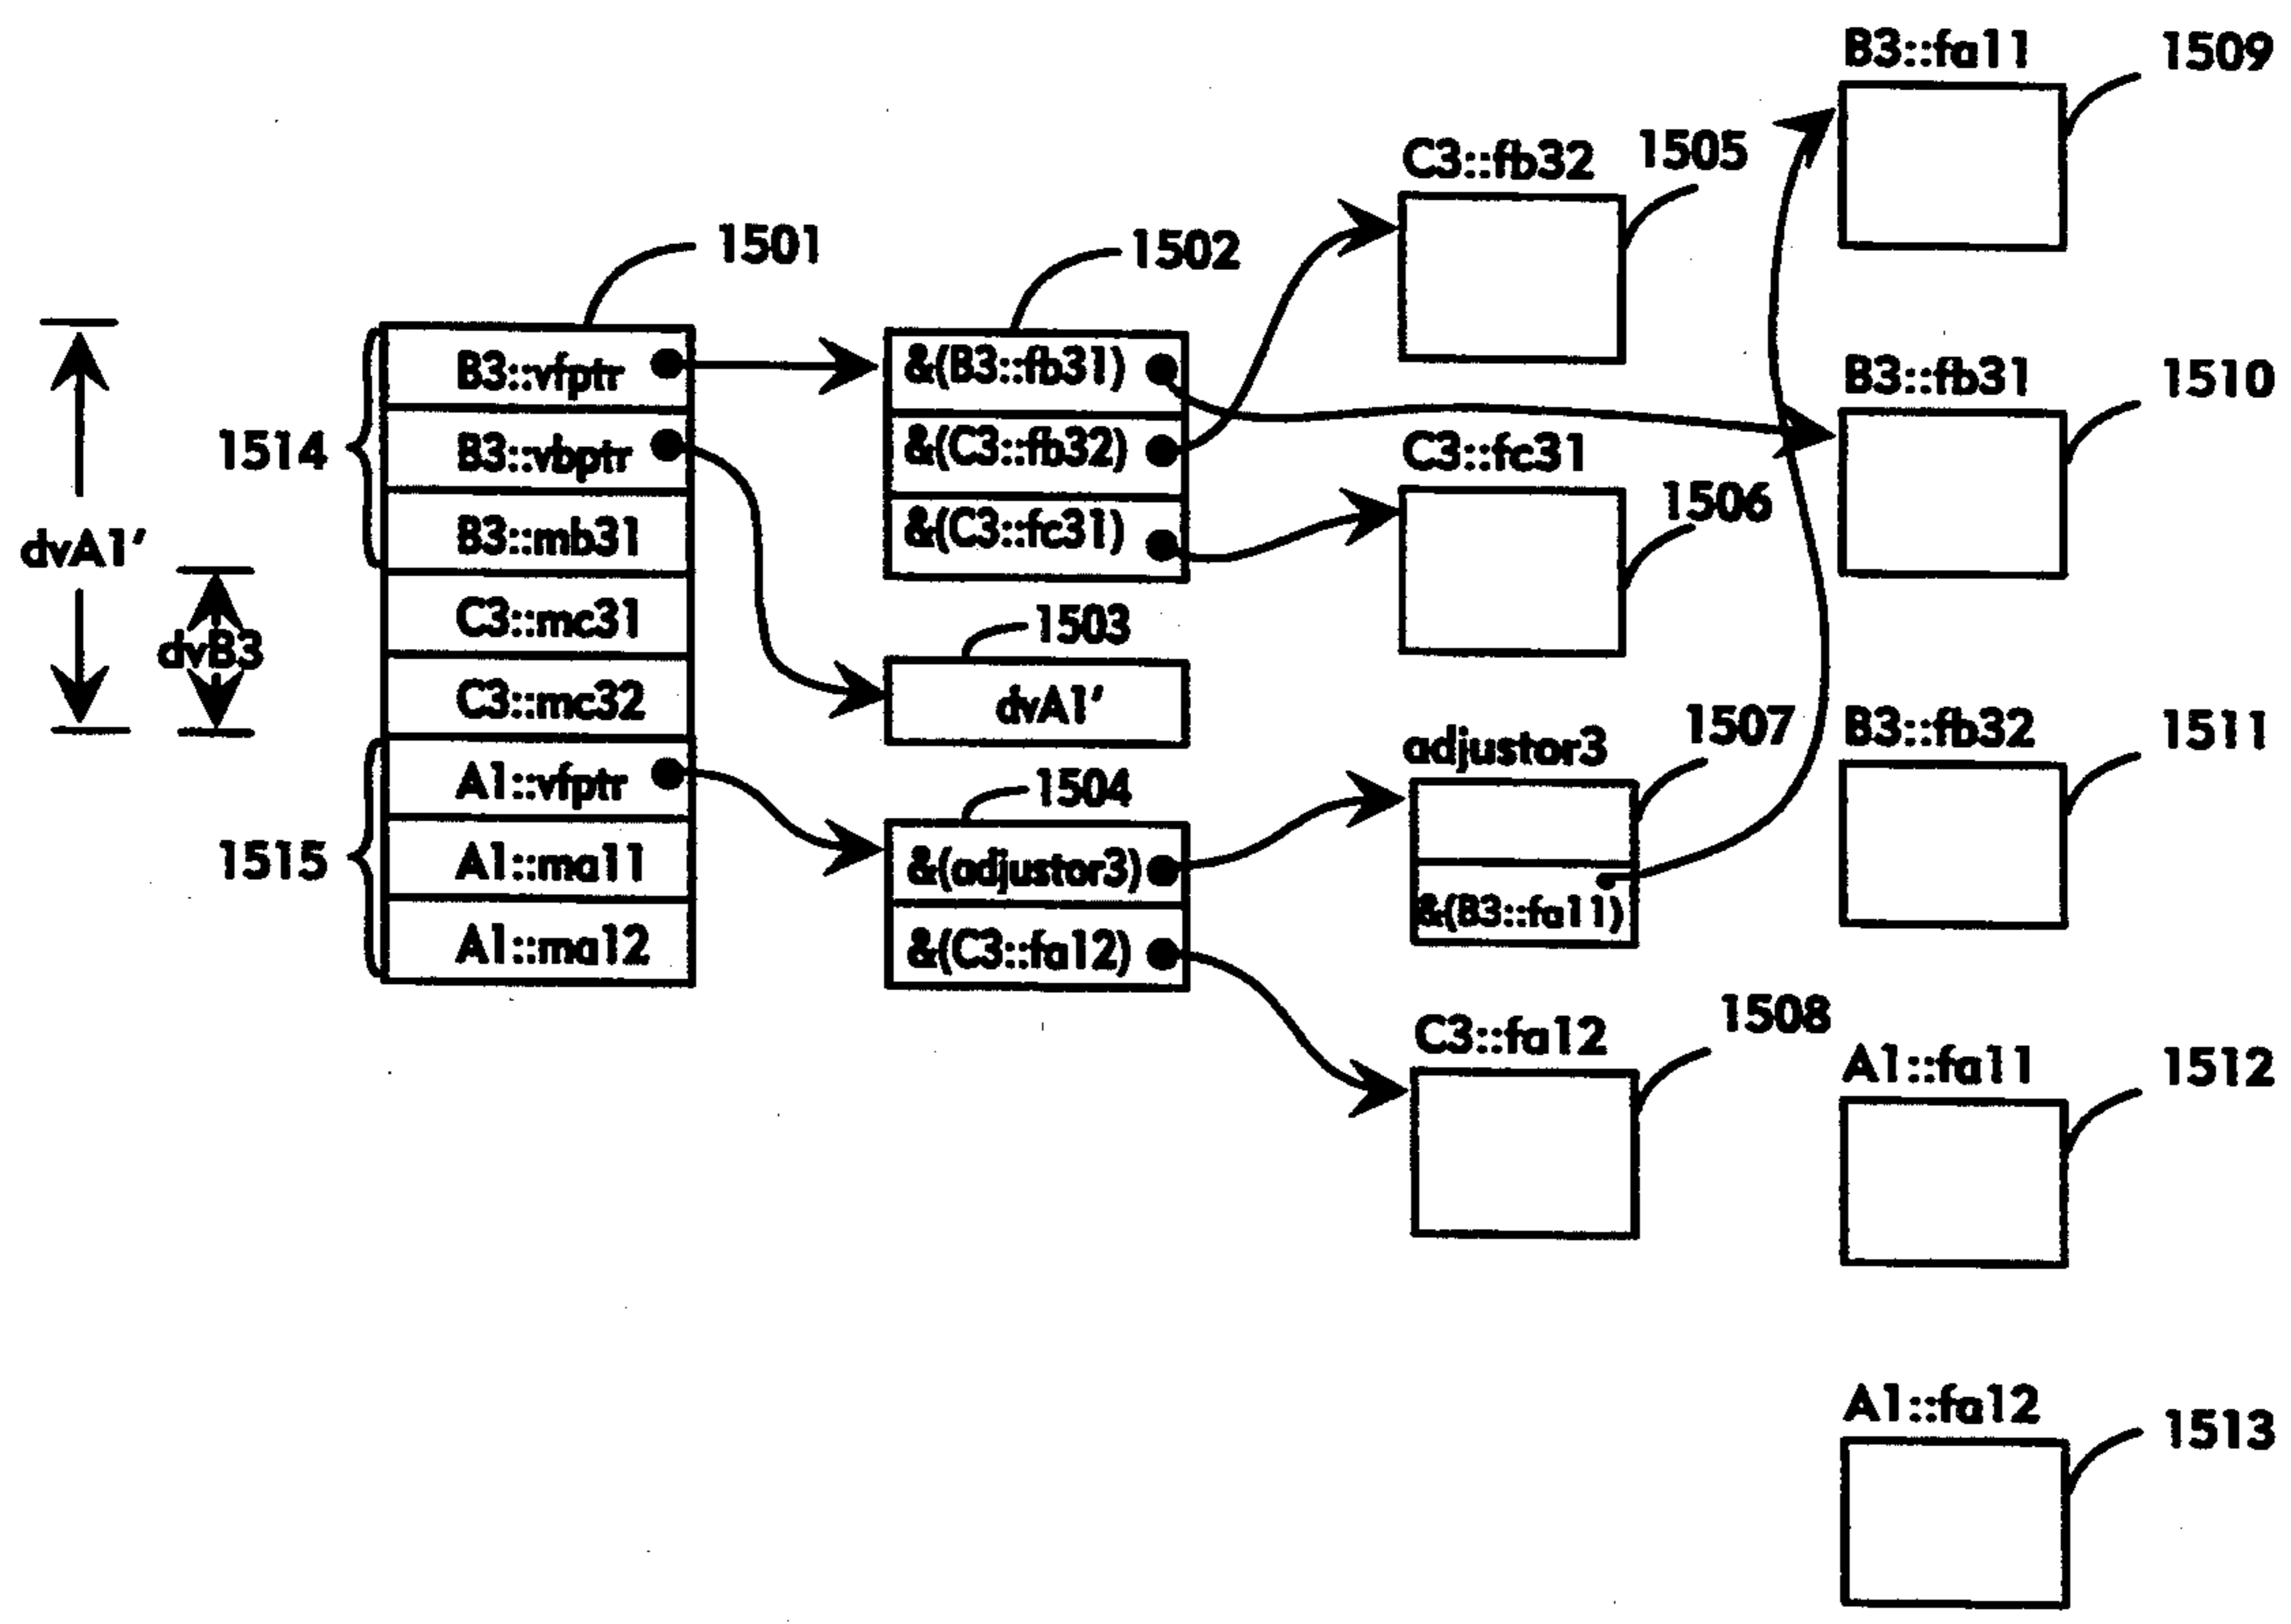 B3::fa11 1509
C3::fb32 1505
1501
1502
B3::vfptr
&(B3::fb31)
B3::fb31 1510
1514
B3::vbptr
&(C3::fb32)
C3::fc31
1506
B3::mb31
&(C3::fc31)
dvA1′
C3::mc31
1503
dvB3
C3::mc32
dvA1′
adjustor3 1507
B3::fb32 1511
A1::vfptr
1504
1515
A1::ma11
&(adjustor3)
&(B3::fa11)
A1::ma12
&(C3::fa12)
C3::fa12 1508
A1::fa11 1512
A1::fa12 1513